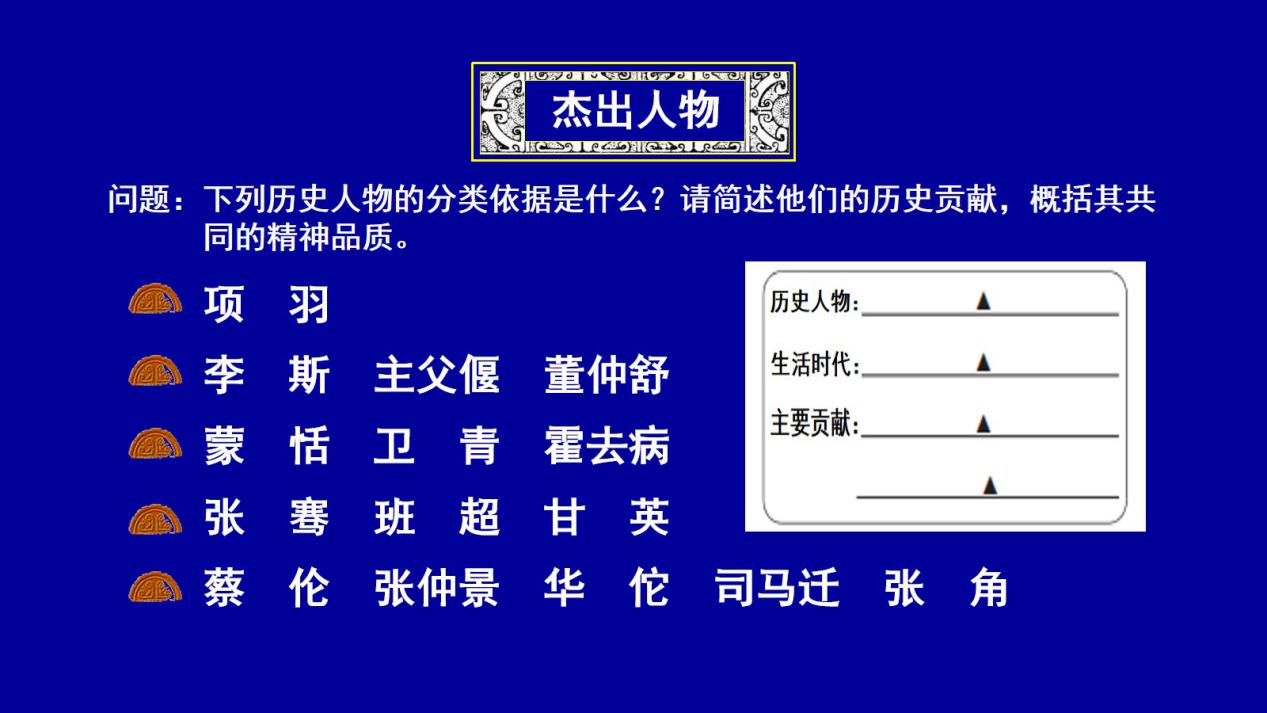 杰出人物
问题：下列历史人物的分类依据是什么？请简述他们的历史贡献，概括其共
同的精神品质。
项 羽
李 斯 主父偃 董仲舒
蒙 恬 卫 青 霍去病
张 骞 班 超 甘 英
蔡 伦 张仲景 华 佗 司马迁 张 角
历史人物：▲
生活时代：▲
主要贡献：▲
▲